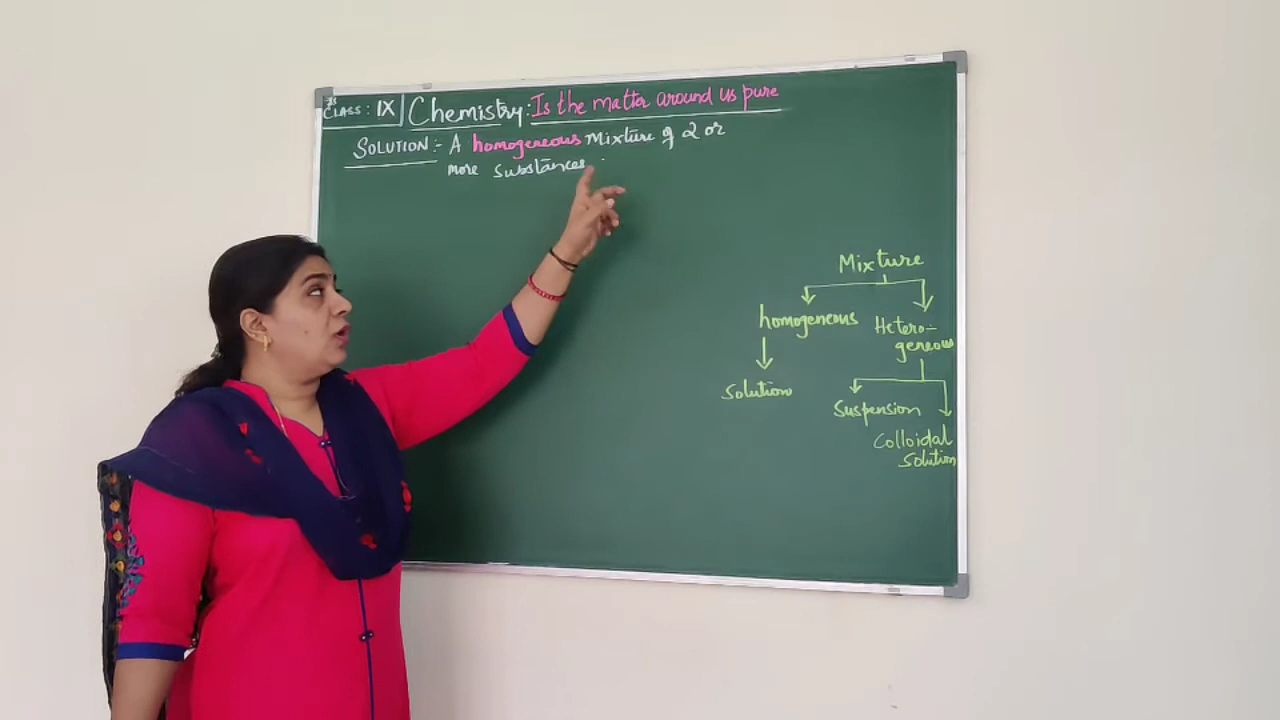 CLASS: IX Chemistry: Is the matter around us pure
SOLUTION:- A homogeneous Mixture of 2 or
more substances.
Mixture
homogeneous Hetero-
geneous
Solution Suspension
Colloidal
solution